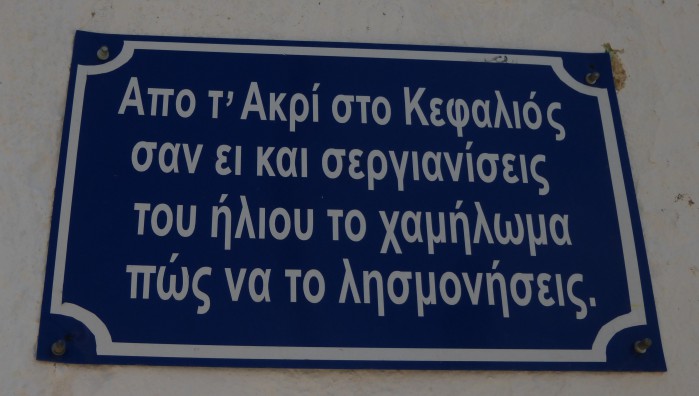 Απο τ' Ακρί στο Κεφαλιός
σαν ει και σεργιανίσεις
του ήλιου το χαμήλωμα
πώς να το λησμονήσεις.